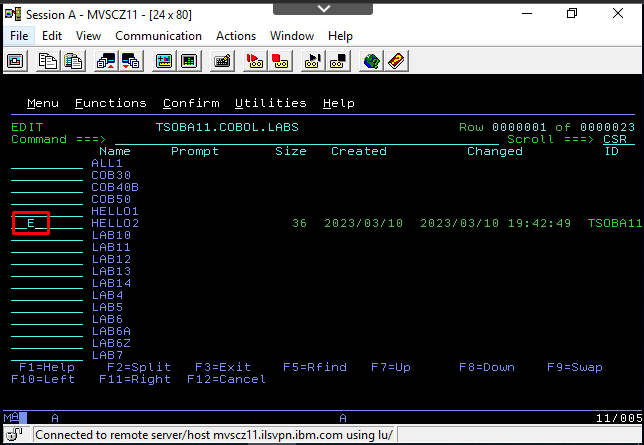 Session A - MVSCZ11 - [24 x 80]
File Edit View Communication Actions Window Help
Menu Functions Confirm Utilities Help
EDIT TSOBA11.COBOL.LABS Row 0000001 of 0000023
Command ===> Scroll ===> CSR
Name Prompt Size Created Changed ID
ALL1
COB30
COB40B
COB50
HELLO1
E HELLO2 36 2023/03/10 2023/03/10 19:42:49 TSOBA11
LAB10
LAB11
LAB12
LAB13
LAB14
LAB4
LAB5
LAB6
LAB6A
LAB6Z
LAB7
F1=Help F2=Split F3=Exit F5=Rfind F7=Up F8=Down F9=Swap
F10=Left F11=Right F12=Cancel
MA A A 11/005
Connected to remote server/host mvscz11.ilsvpn.ibm.com using lu/